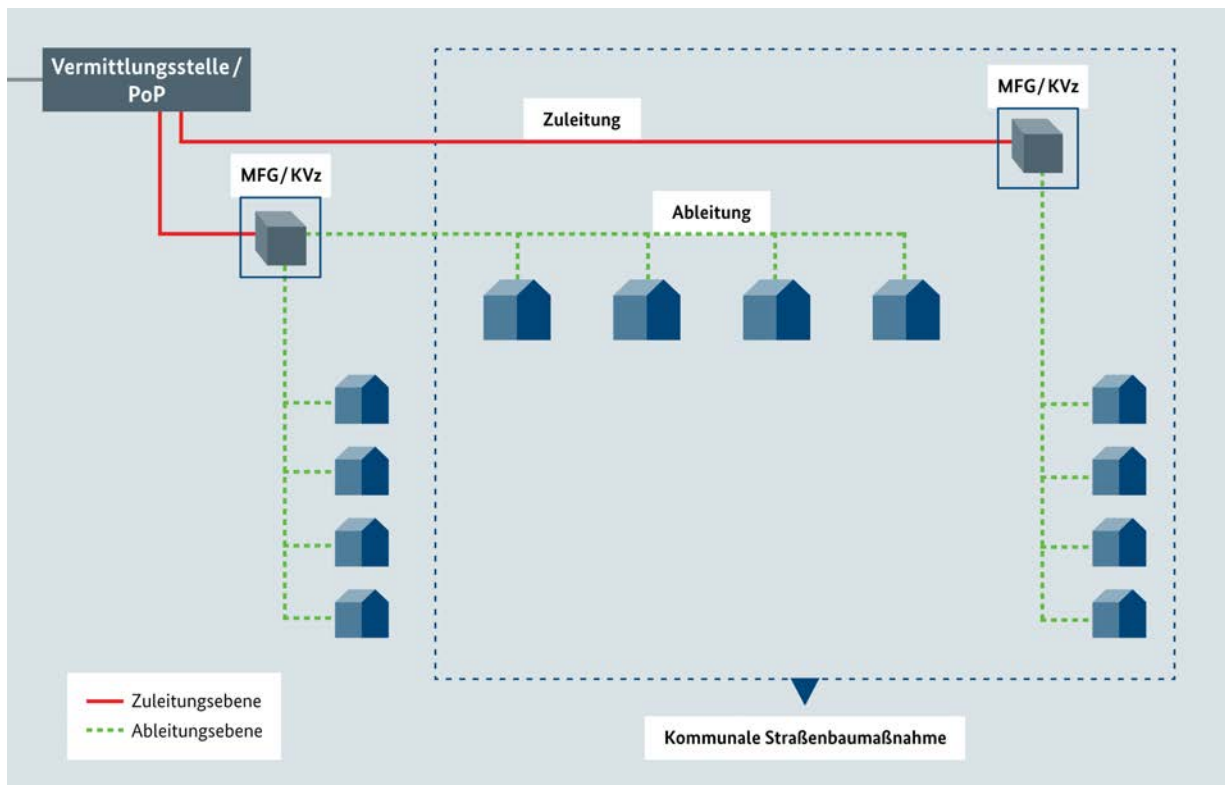 Vermittlungsstelle /
PoP
MFG / KVz
Zuleitung
MFG / KVz
Ableitung
Zuleitungsebene
Ableitungsebene
Kommunale Straßenbaumaßnahme